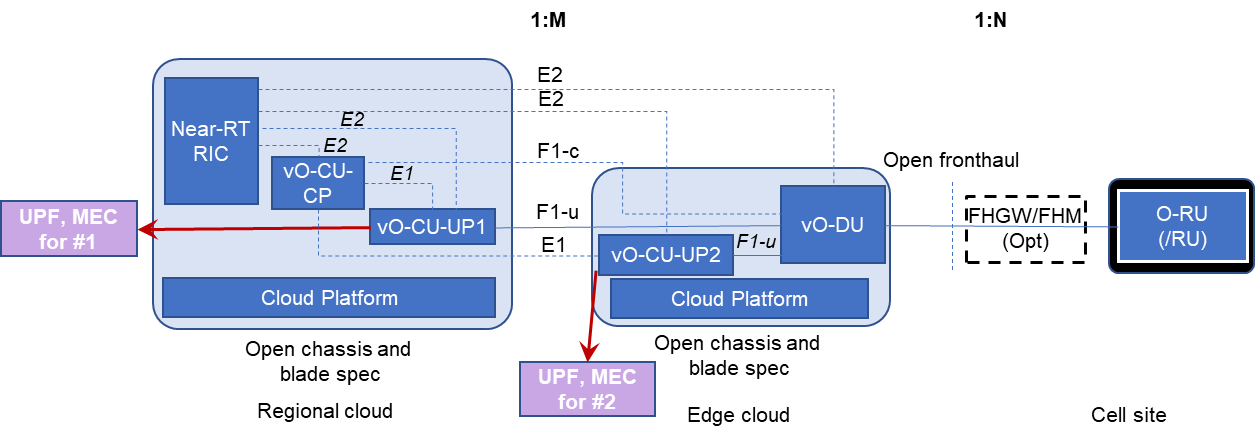 1:M
1:N
E2
E2
Near-RT
RIC
E2
E2
F1-c
vO-CU-
CP
E1
Open fronthaul
UPF, MEC
for #1
vO-CU-UP1
F1-u
E1
vO-CU-UP2
F1-u
vO-DU
FHGW/FHM
(Opt)
O-RU
(/RU)
Cloud Platform
Cloud Platform
Open chassis and
blade spec
Open chassis and
blade spec
UPF, MEC
for #2
Regional cloud
Edge cloud
Cell site